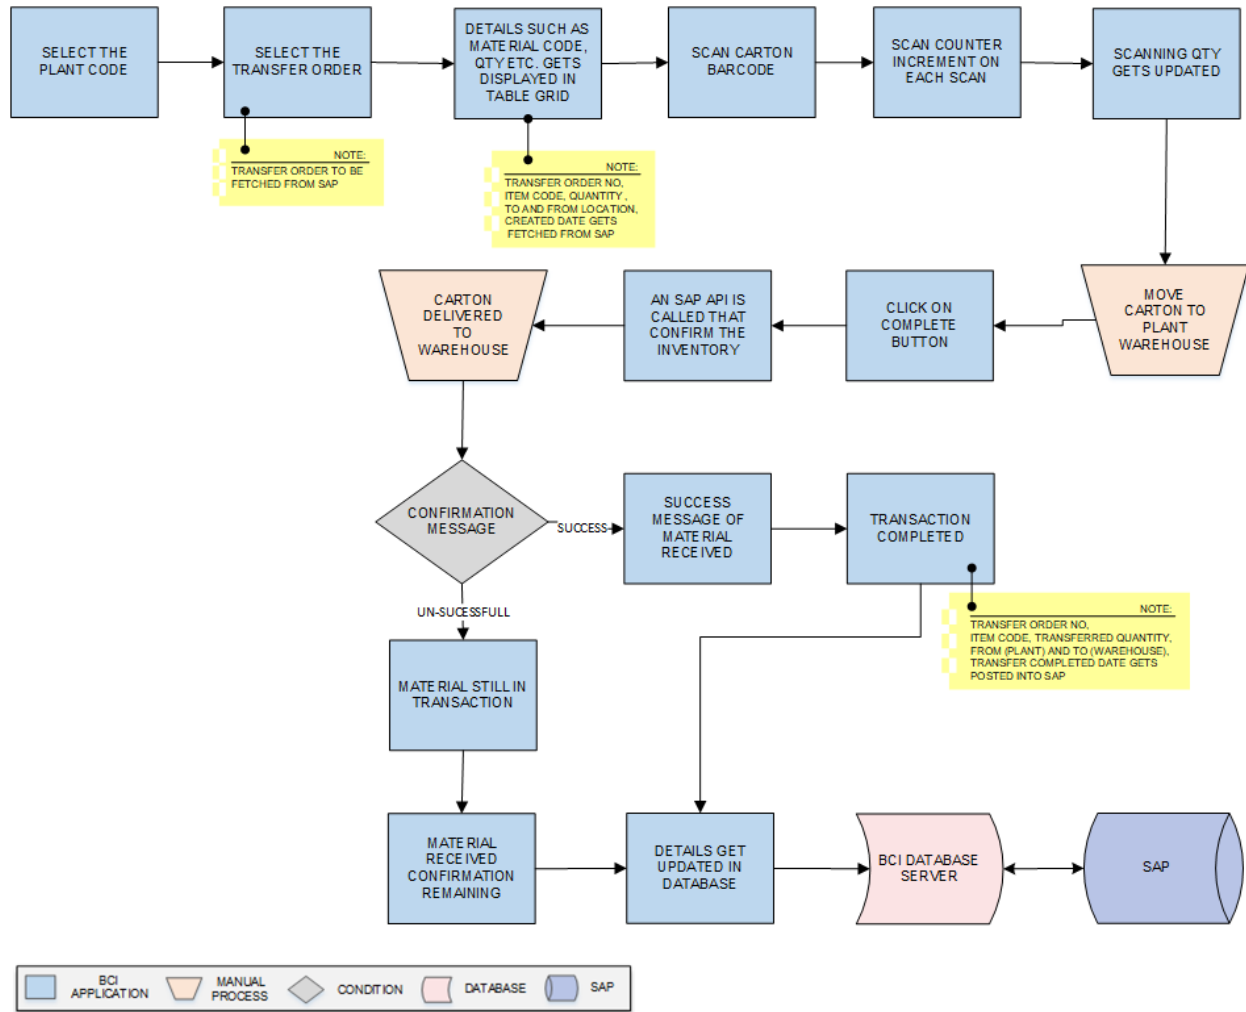 SELECT THE
PLANT CODE
SELECT THE
TRANSFER ORDER
DETAILS SUCH AS
MATERIAL CODE,
QTY ETC. GETS
DISPLAYED IN
TABLE GRID
SCAN CARTON
BARCODE
SCAN COUNTER
INCREMENT ON
EACH SCAN
SCANNING QTY
GETS UPDATED
NOTE:
TRANSFER ORDER TO BE
FETCHED FROM SAP
NOTE:
TRANSFER ORDER NO,
ITEM CODE, QUANTITY ,
TO AND FROM LOCATION,
CREATED DATE GETS
FETCHED FROM SAP
MOVE
CARTON TO
PLANT
WAREHOUSE
CLICK ON
COMPLETE
BUTTON
AN SAP API IS
CALLED THAT
CONFIRM THE
INVENTORY
CARTON
DELIVERED
TO
WAREHOUSE
CONFIRMATION
MESSAGE
SUCCESS
SUCCESS
MESSAGE OF
MATERIAL
RECEIVED
TRANSACTION
COMPLETED
NOTE:
TRANSFER ORDER NO,
ITEM CODE, TRANSFERRED QUANTITY,
FROM (PLANT) AND TO (WAREHOUSE),
TRANSFER COMPLETED DATE GETS
POSTED INTO SAP
UN-SUCESSFULL
MATERIAL STILL IN
TRANSACTION
MATERIAL
RECEIVED
CONFIRMATION
REMAINING
DETAILS GET
UPDATED IN
DATABASE
BCI DATABASE
SERVER
SAP
BCI
APPLICATION
MANUAL
PROCESS
CONDITION
DATABASE
SAP